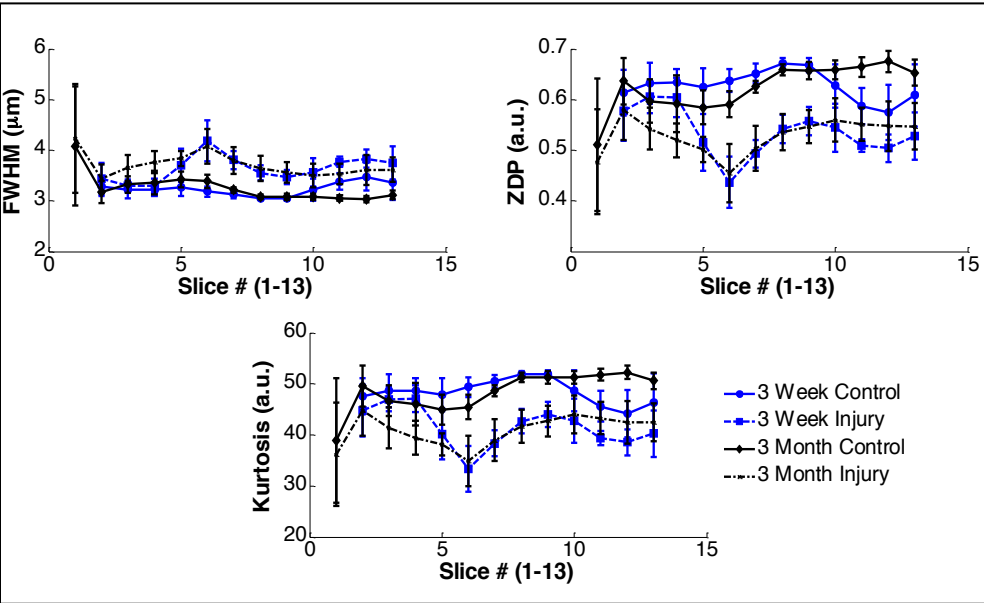 6
5
4
3
2
0
5
10
15
FWHM (μm)
Slice # (1-13)
0.7
0.6
0.5
0.4
0
5
10
15
ZDP (a.u.)
Slice # (1-13)
60
50
40
30
20
0
5
10
15
Kurtosis (a.u.)
Slice # (1-13)
3 Week Control
3 Week Injury
3 Month Control
3 Month Injury